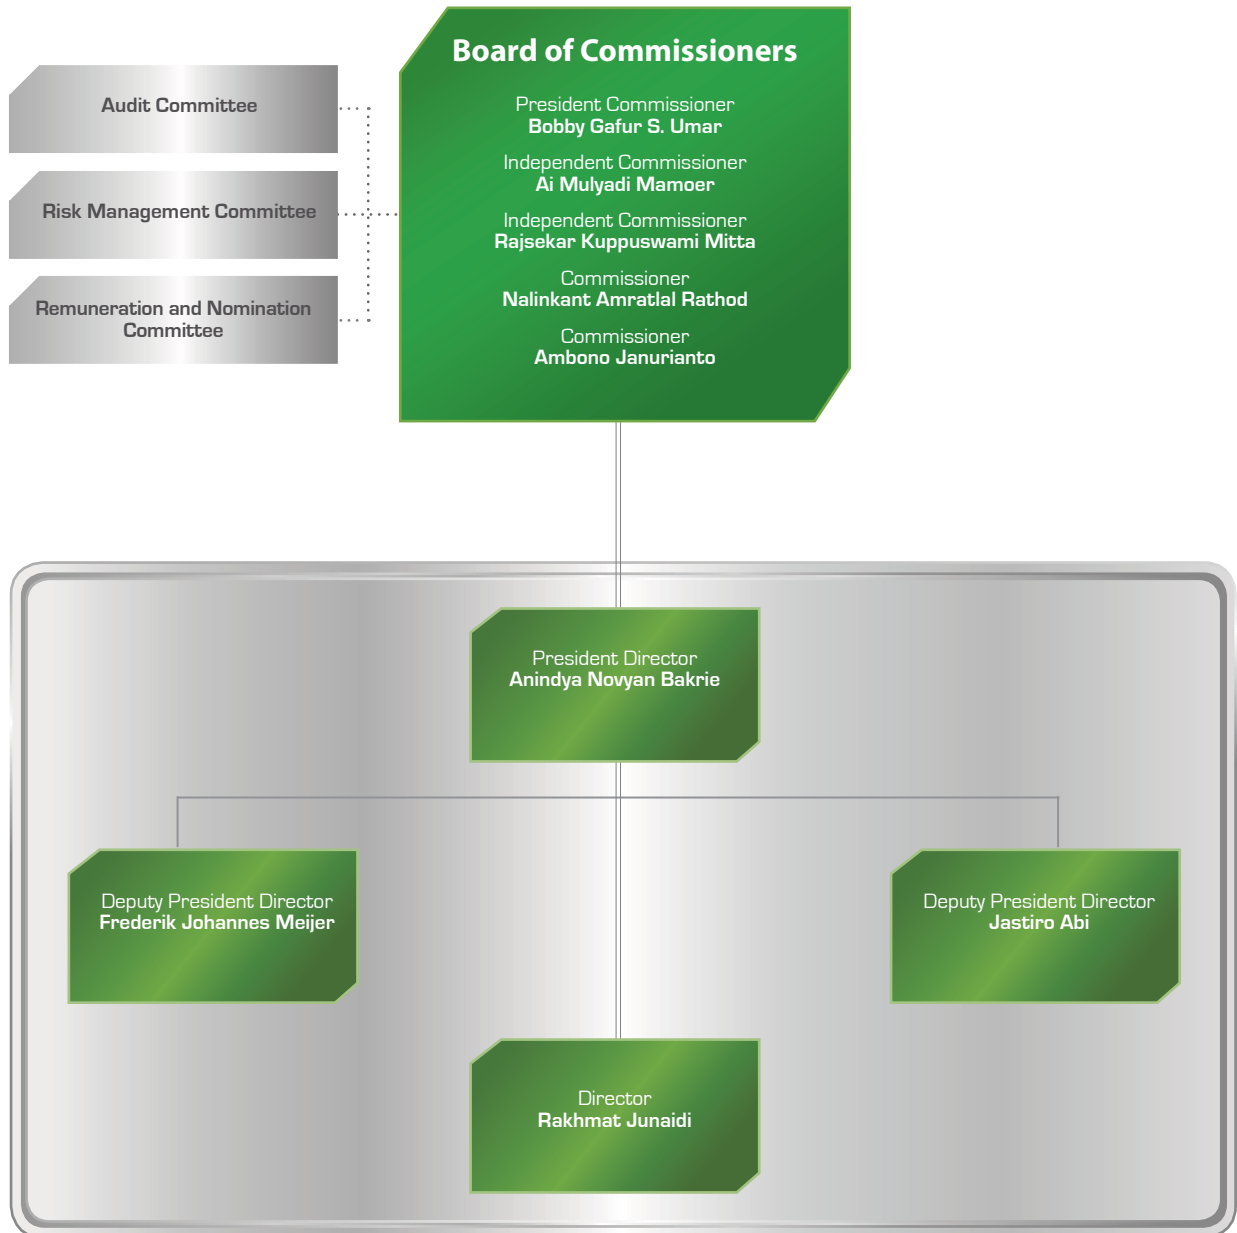 Board of Commissioners
President Commissioner
Bobby Gafur S. Umar
Independent Commissioner
Ai Mulyadi Mamoer
Independent Commissioner
Rajsekar Kuppuswami Mitta
Commissioner
Nalinkant Amratlal Rathod
Commissioner
Ambono Janurianto
Audit Committee
Risk Management Committee
Remuneration and Nomination
Committee
President Director
Anindya Novyan Bakrie
Deputy President Director
Frederik Johannes Meijer
Deputy President Director
Jastiro Abi
Director
Rakhmat Junaidi